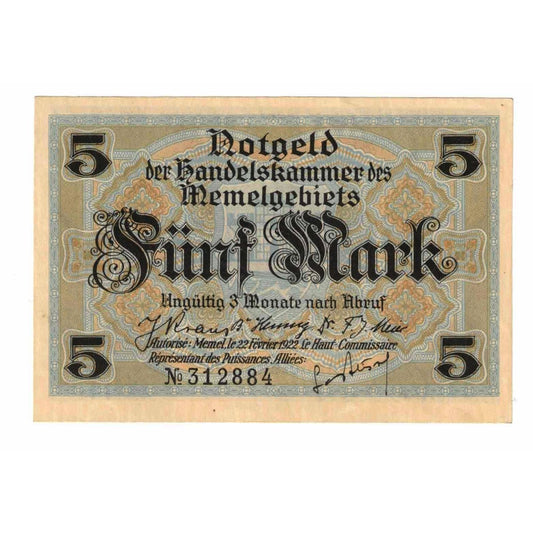 5 Notgeld 5
der Handelskammer des
Memelgebiets
Fünf Mark
Ungültig 3 Monate nach Abruf
Autorisé: Memel, le 22 Février 1922 Le Haut-Commissaire
Représentant des Puissances Alliées:
5 № 312884 5